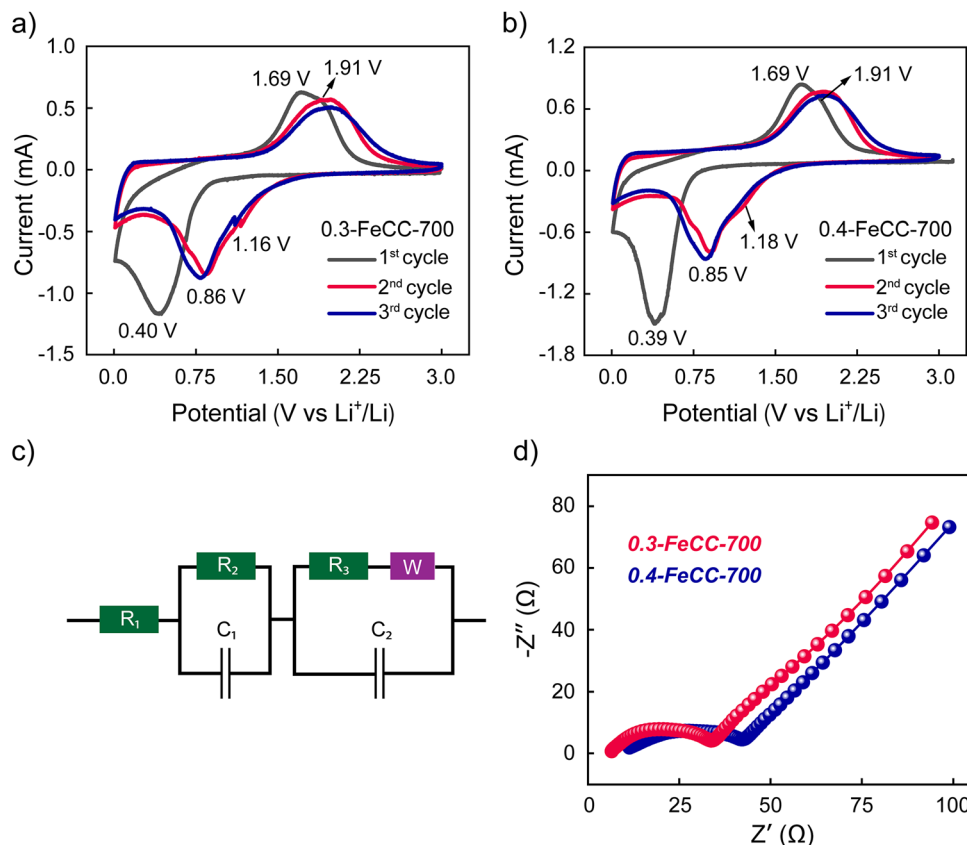 a)
1.0
0.5
0.0
-0.5
-1.0
-1.5
Current (mA)
1.69 V
1.91 V
1.16 V
0.86 V
0.40 V
0.3-FeCC-700
1st cycle
2nd cycle
3rd cycle
0.0 0.75 1.50 2.25 3.0
Potential (V vs Li⁺/Li)
b)
1.2
0.6
0.0
-0.6
-1.2
-1.8
Current (mA)
1.69 V
1.91 V
1.18 V
0.85 V
0.39 V
0.4-FeCC-700
1st cycle
2nd cycle
3rd cycle
0.0 0.75 1.50 2.25 3.0
Potential (V vs Li⁺/Li)
c)
R₁
R₂
C₁
R₃
W
C₂
d)
80
60
40
20
0
-Z″ (Ω)
0.3-FeCC-700
0.4-FeCC-700
0 25 50 75 100
Z′ (Ω)